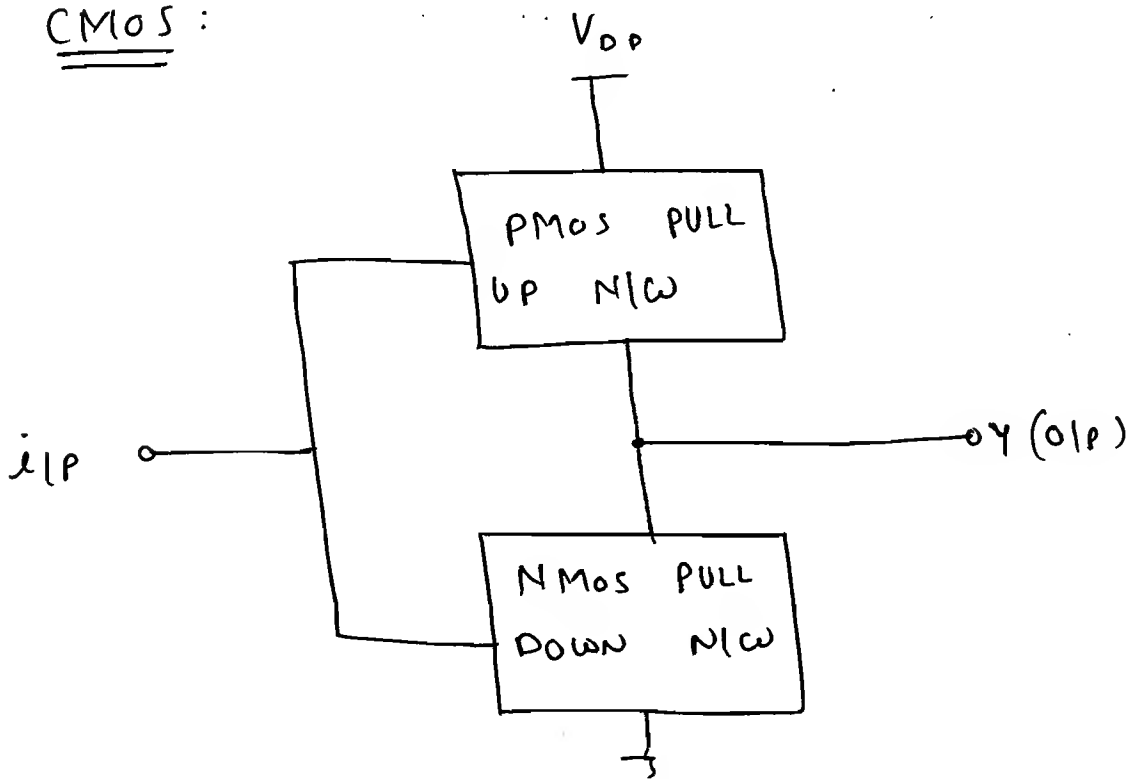 CMOS :
VDD
PMOS PULL
UP N/W
i/p
Y (O/P)
NMOS PULL
DOWN N/W